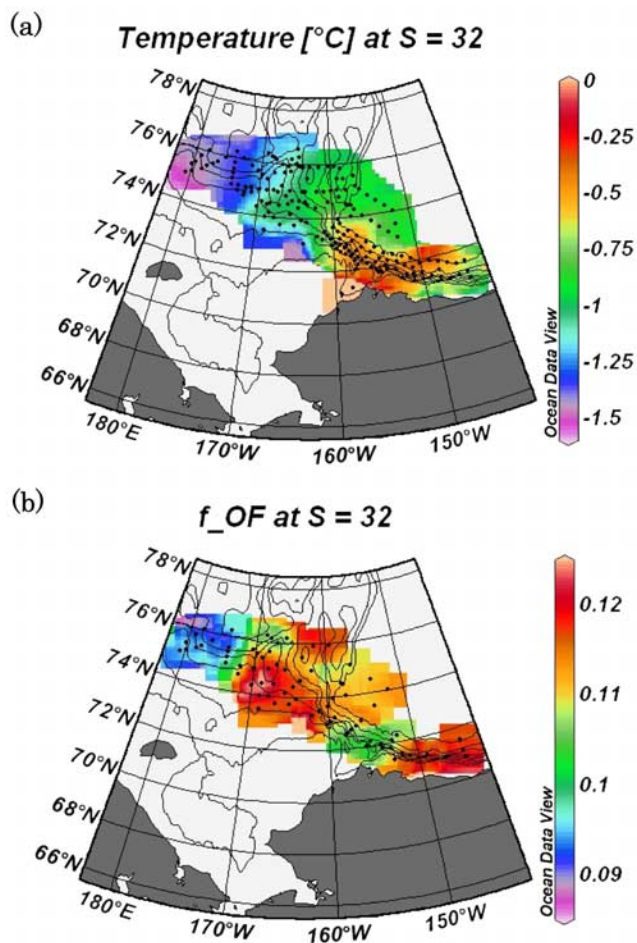 (a)
Temperature [°C] at S = 32
78°N
76°N
74°N
72°N
70°N
68°N
66°N
180°E
170°W
160°W
150°W
0
-0.25
-0.5
-0.75
-1
-1.25
-1.5
Ocean Data View
(b)
f_OF at S = 32
78°N
76°N
74°N
72°N
70°N
68°N
66°N
180°E
170°W
160°W
150°W
0.12
0.11
0.1
0.09
Ocean Data View